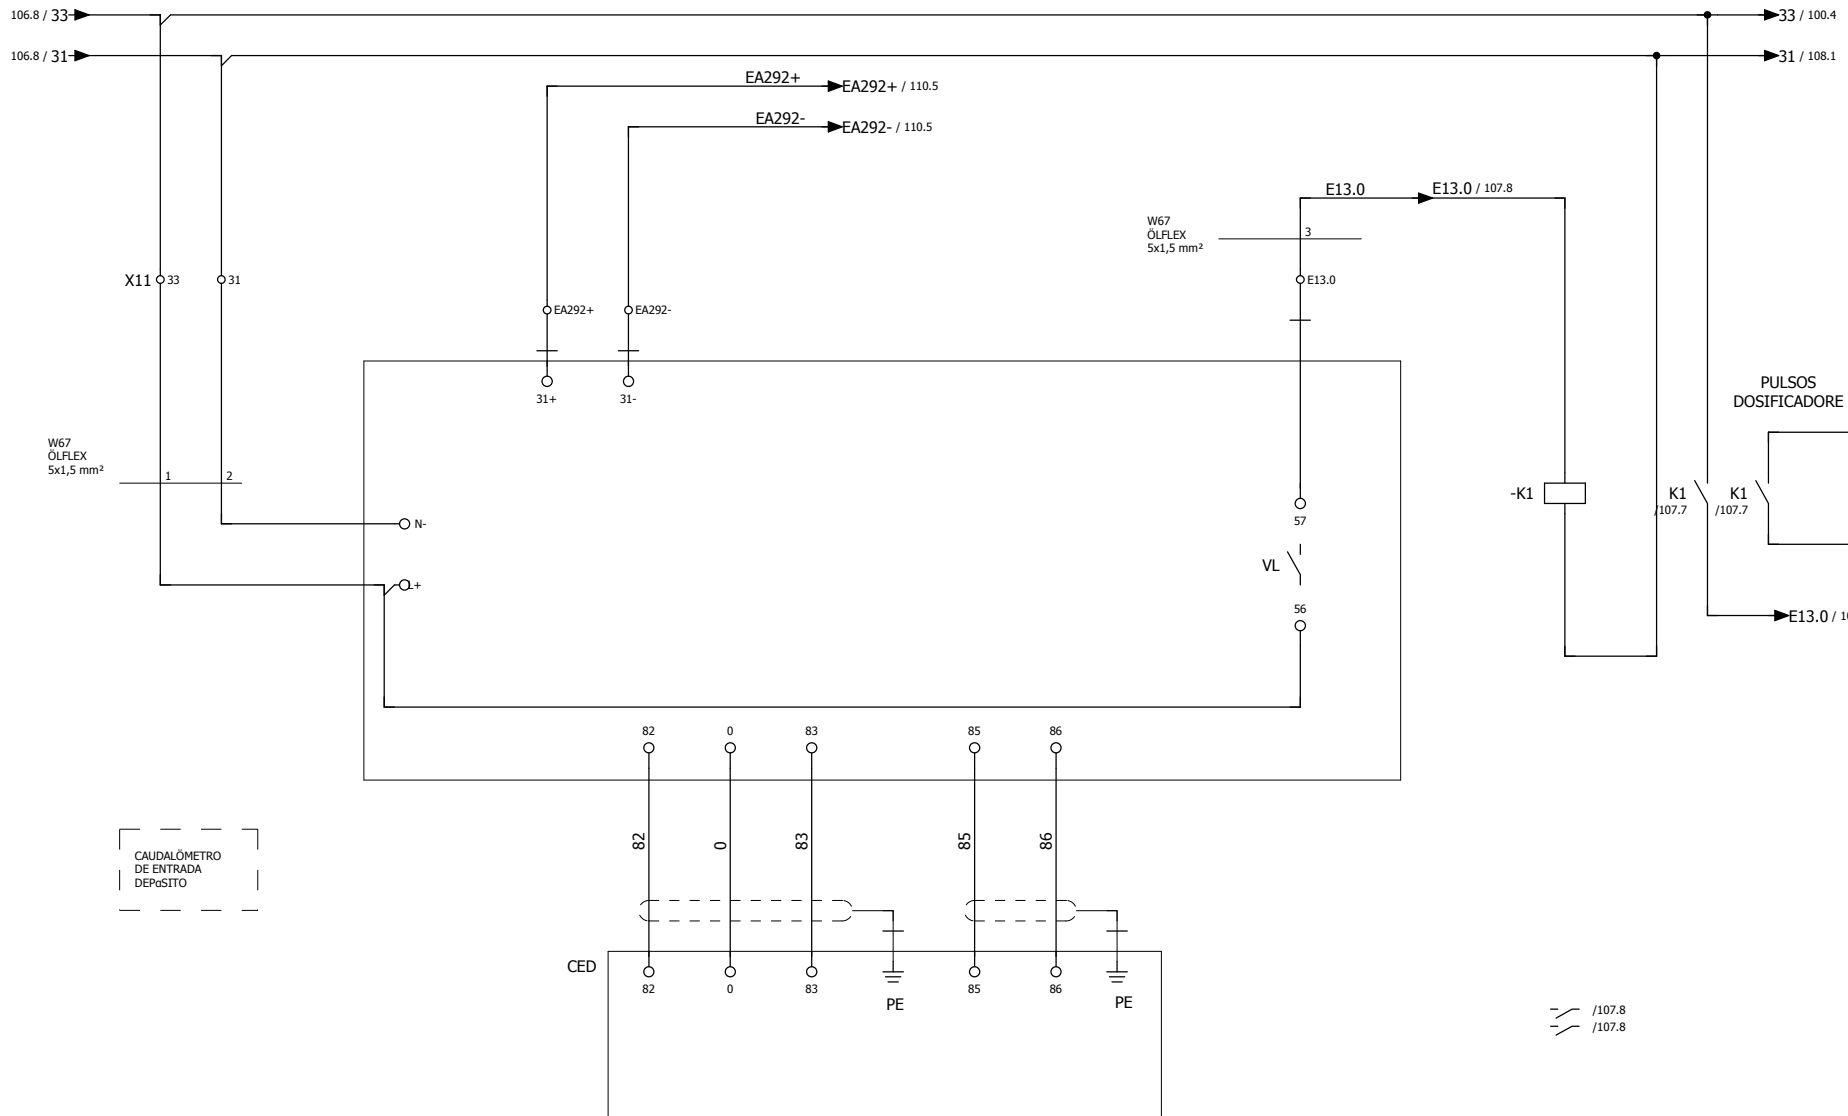 106.8 / 33
33 / 100.4
106.8 / 31
31 / 108.1
EA292+
EA292+ / 110.5
EA292-
EA292- / 110.5
E13.0
E13.0 / 107.8
W67
ÖLFLEX
5x1,5 mm²
3
X11
33
31
E13.0
EA292+
EA292-
31+
31-
PULSOS
DOSIFICADORE
W67
ÖLFLEX
5x1,5 mm²
1
2
-K1
K1
/107.7
K1
/107.7
N-
57
VL
L+
56
E13.0 / 10
82
0
83
85
86
82
0
83
85
86
CAUDALÖMETRO
DE ENTRADA
DEPαSITO
CED
82
0
83
PE
85
86
PE
/107.8
/107.8